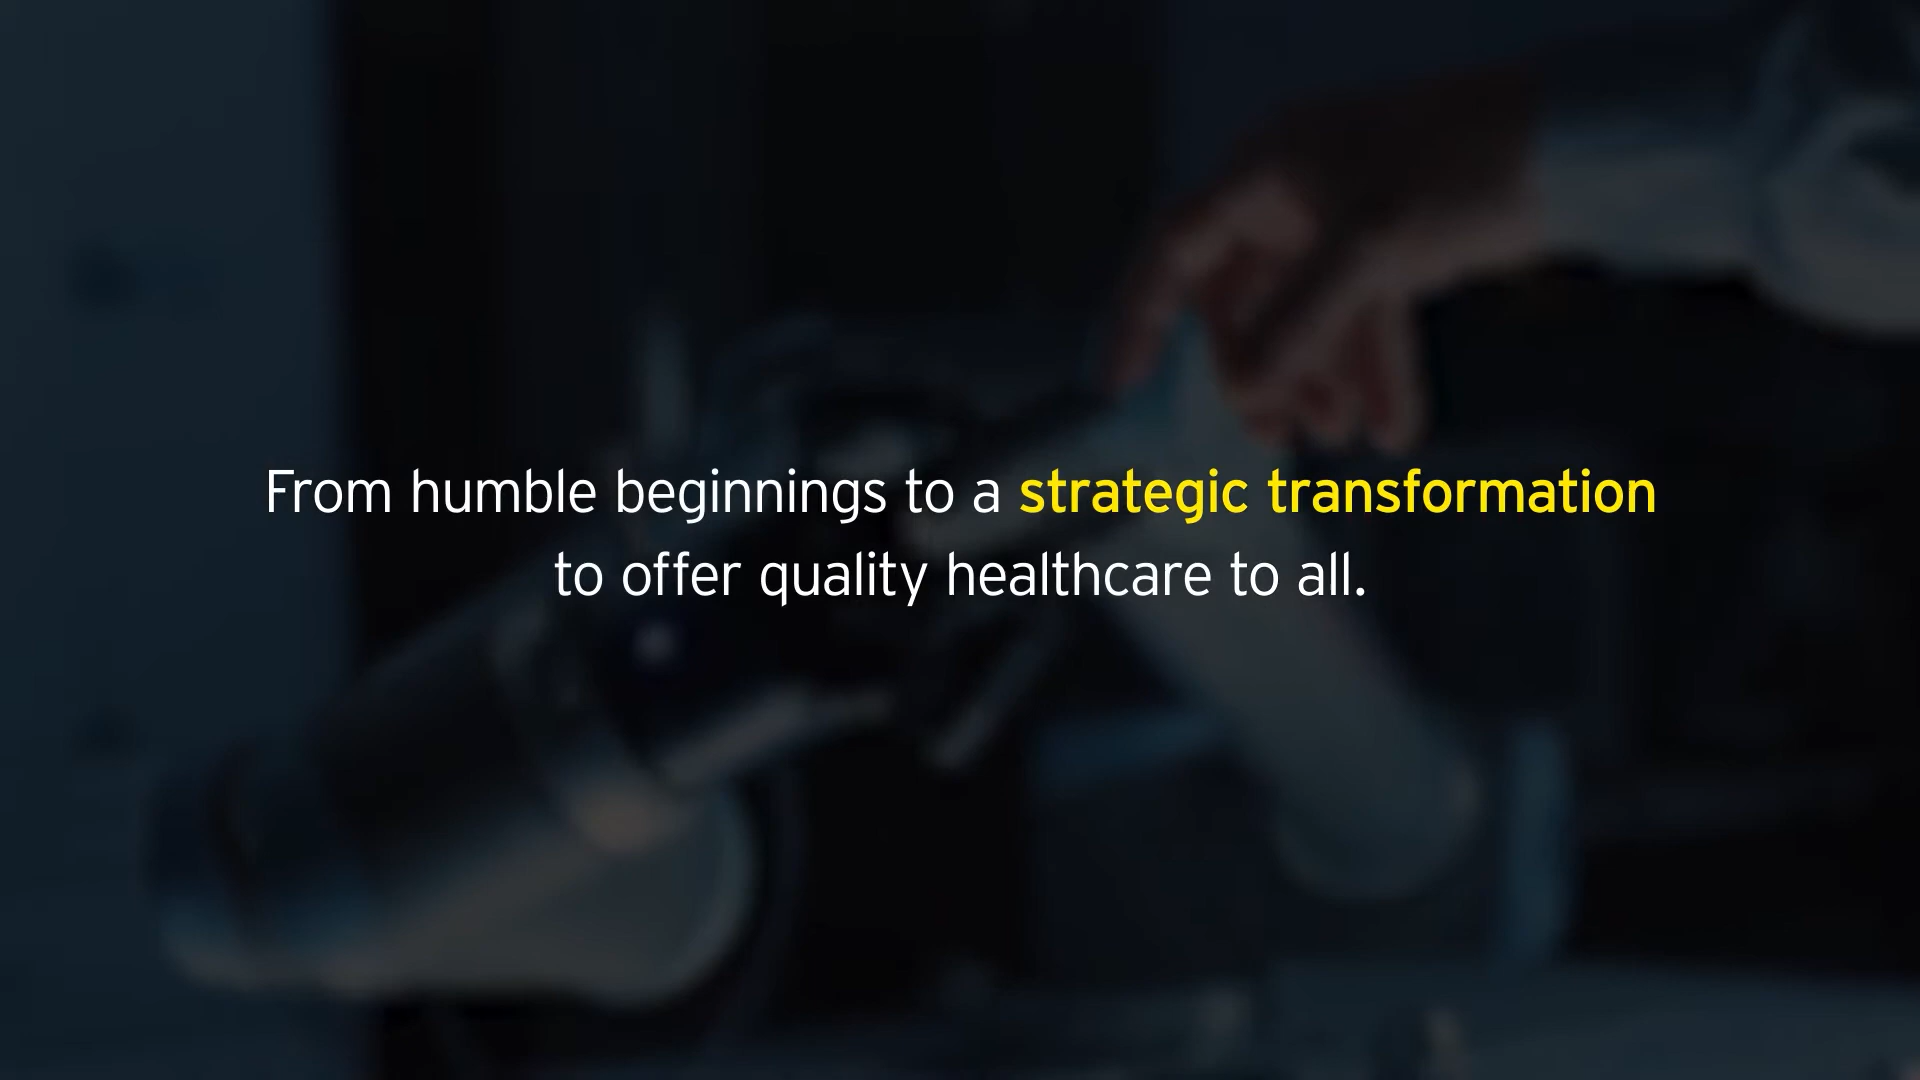 From humble beginnings to a strategic transformation
to offer quality healthcare to all.